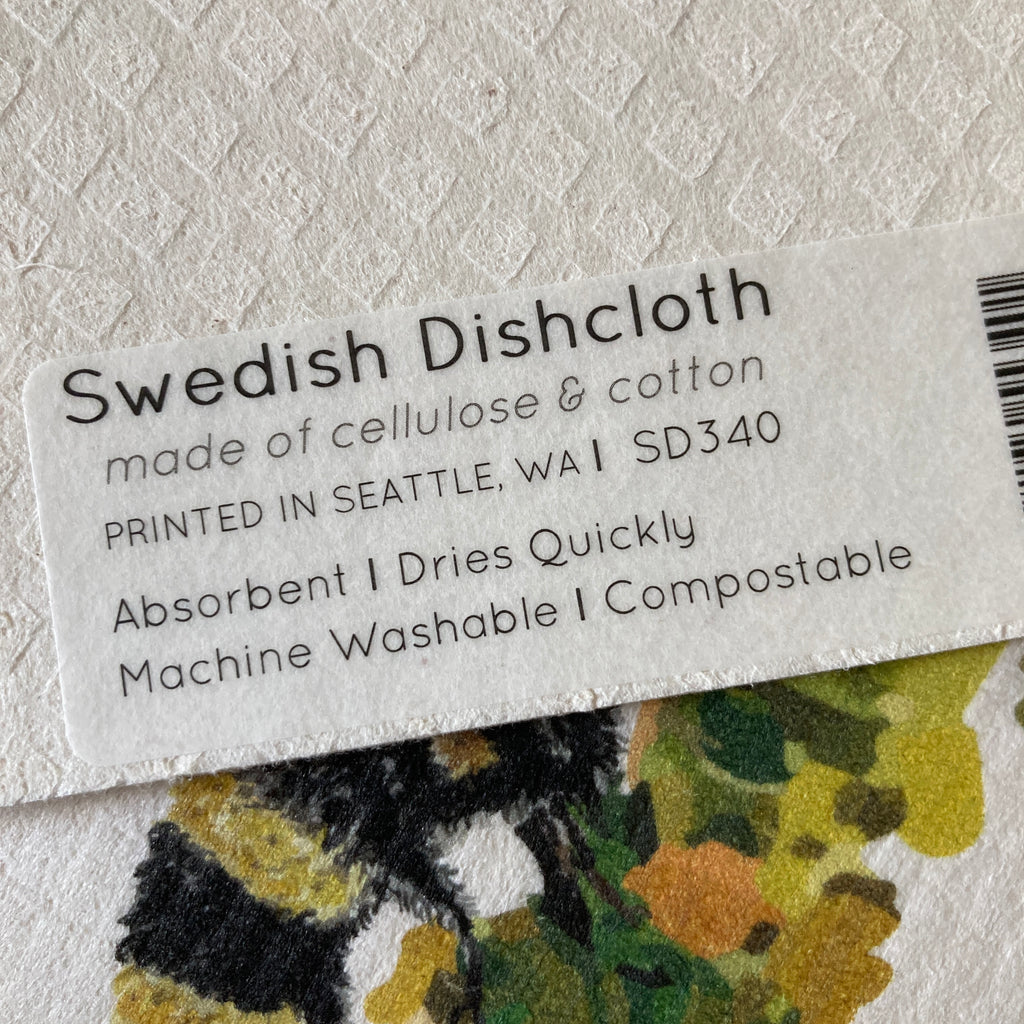 Swedish Dishcloth
made of cellulose & cotton
PRINTED IN SEATTLE, WA | SD340
Absorbent | Dries Quickly
Machine Washable | Compostable